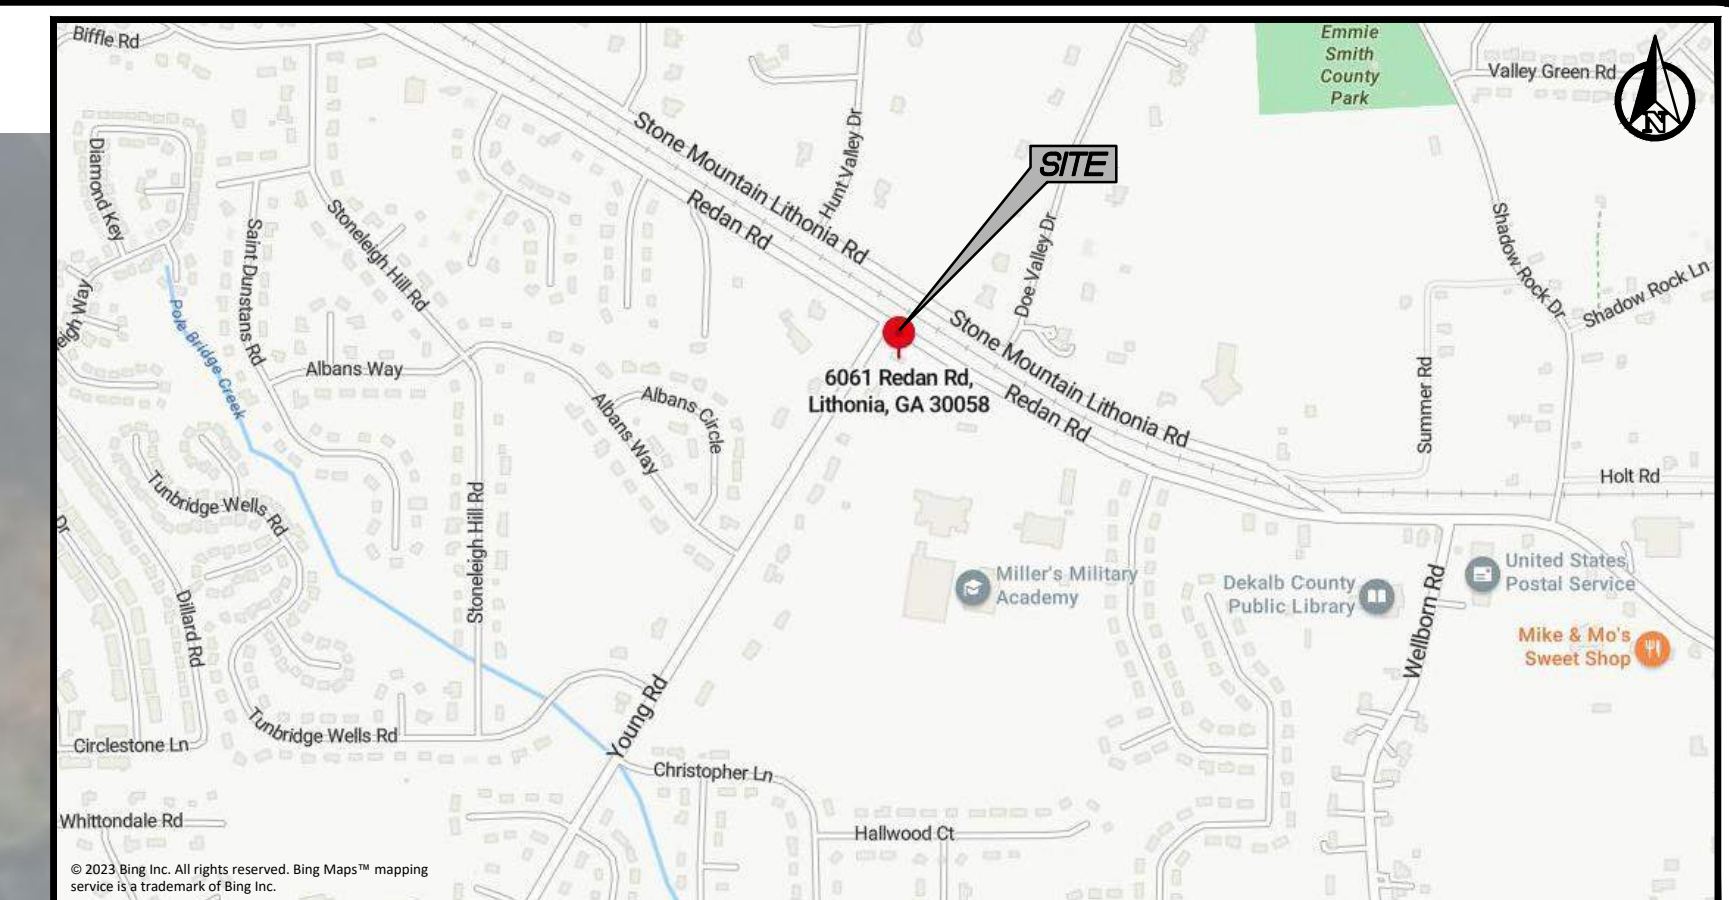 Biffle Rd
Emmie
Smith
County
Park
Valley Green Rd
N
Diamond Key
Stone Mountain Lithonia Rd
Hunt Valley Dr
SITE
Redan Rd
Saint Dunstans Rd
Stoneleigh Hill Rd
Doe Valley Dr
Shadow Rock Dr
Shadow Rock Ln
eigh Way
Pole Bridge Creek
Albans Way
6061 Redan Rd,
Lithonia, GA 30058
Stone Mountain Lithonia Rd
Redan Rd
Albans Circle
Albans Way
Summer Rd
Holt Rd
Tunbridge Wells Rd
Dr
Stoneleigh Hill Rd
Miller's Military
Academy
Dekalb County
Public Library
United States
Postal Service
Wellborn Rd
Mike & Mo's
Sweet Shop
Dillard Rd
Young Rd
Tunbridge Wells Rd
Circlestone Ln
Christopher Ln
Whittondale Rd
Hallwood Ct
© 2023 Bing Inc. All rights reserved. Bing Maps™ mapping
service is a trademark of Bing Inc.